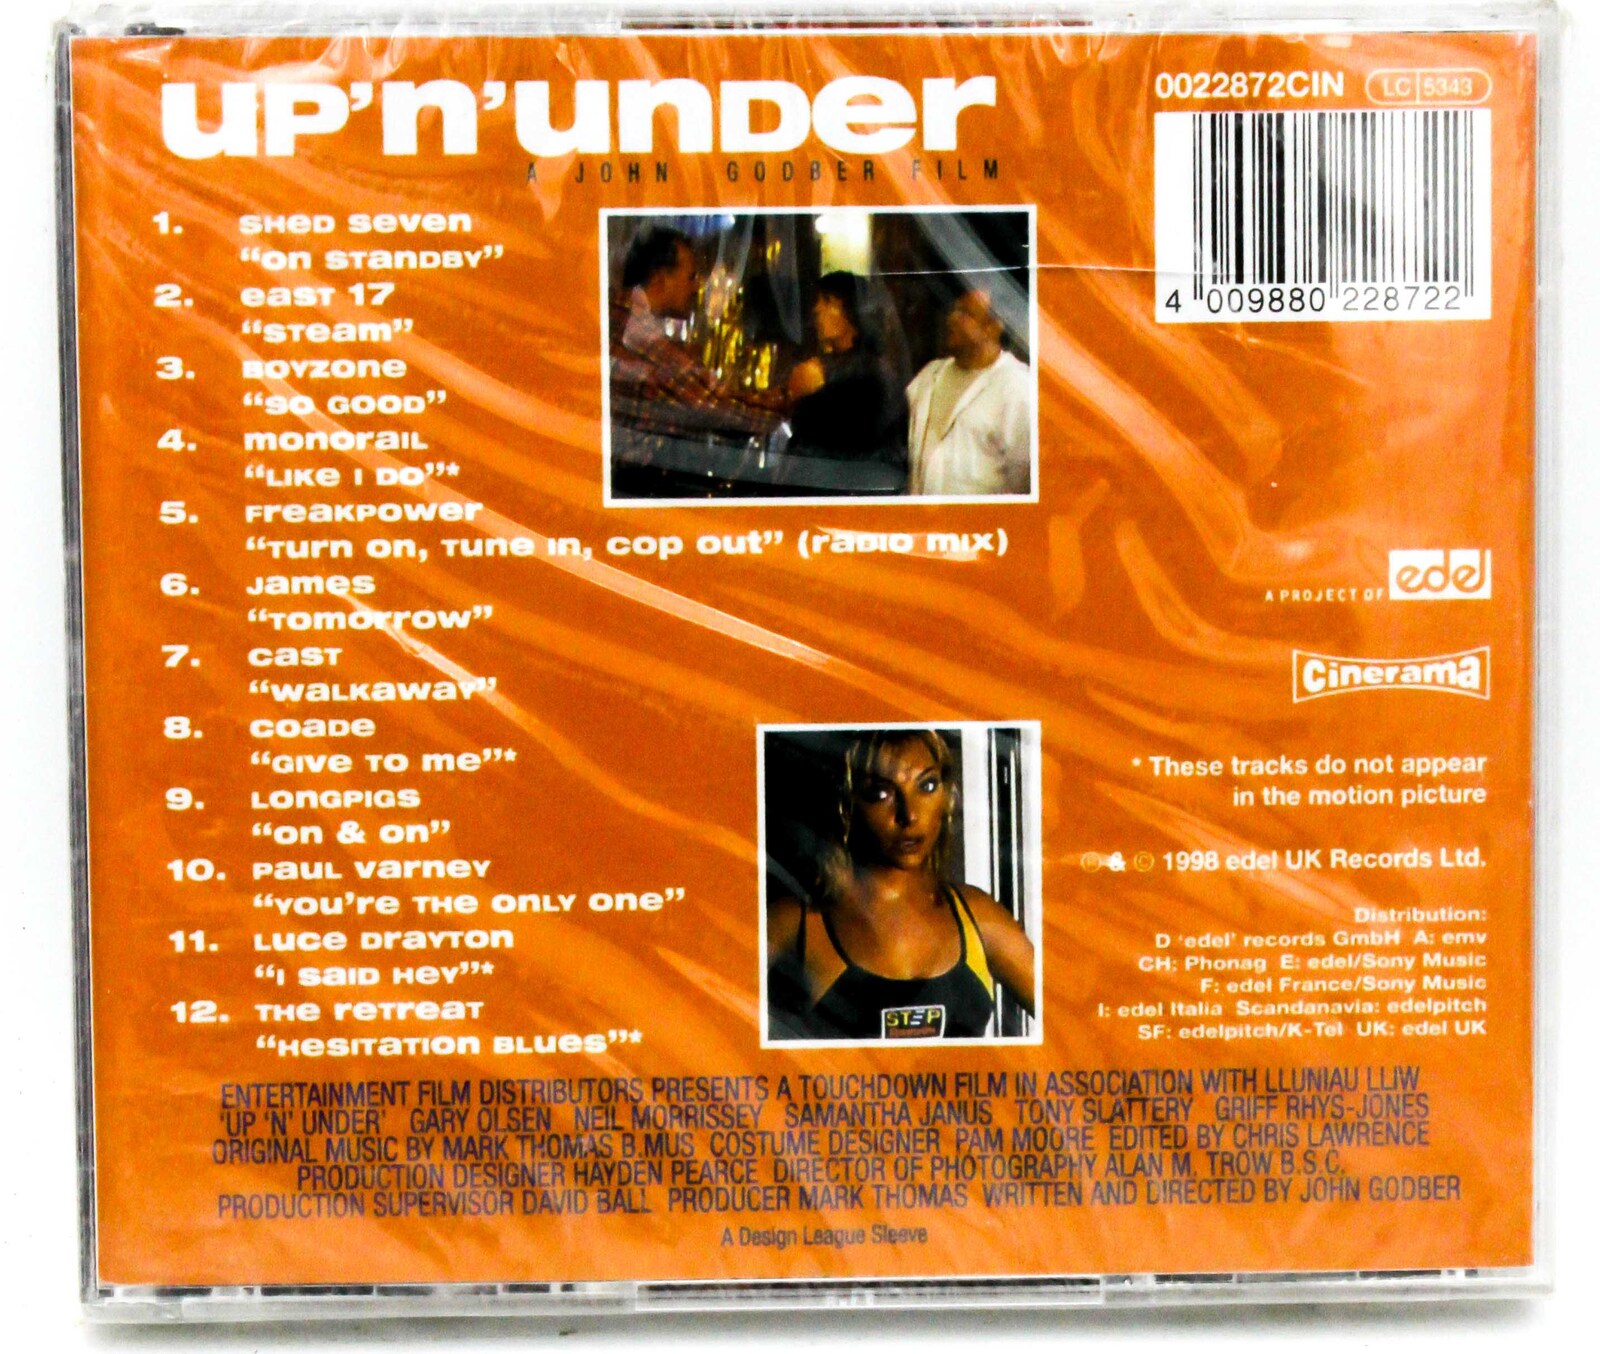 up'n'under
A JOHN GODBER FILM
0022872CIN
LC 5343
4 009880 228722
1. SHED seven
"on STANDBY"
2. east 17
"STeam"
3. BOYZONE
"SO GOOD"
4. monorail
"LIKE I DO"*
5. Freakpower
"Turn on, Tune in, cop out" (radio mix)
6. James
"Tomorrow"
7. cast
"walkaway"
8. coade
"GIVE TO me"*
9. LONGPIGS
"on & on"
10. Paul varney
"YOU're THE ONLY one"
11. Luce Drayton
"I saID Hey"*
12. THE reTreaT
"HesITaTIon BLUes"*
STEP
A PROJECT OF edel
Cinerama
* These tracks do not appear
in the motion picture
℗ & © 1998 edel UK Records Ltd.
Distribution:
D 'edel' records GmbH A: emv
CH: Phonag E: edel/Sony Music
F: edel France/Sony Music
I: edel Italia Scandanavia: edelpitch
SF: edelpitch/K-Tel UK: edel UK
ENTERTAINMENT FILM DISTRIBUTORS PRESENTS A TOUCHDOWN FILM IN ASSOCIATION WITH LLUNIAU LLIW
'UP 'N' UNDER' GARY OLSEN NEIL MORRISSEY SAMANTHA JANUS TONY SLATTERY GRIFF RHYS-JONES
ORIGINAL MUSIC BY MARK THOMAS B.MUS COSTUME DESIGNER PAM MOORE EDITED BY CHRIS LAWRENCE
PRODUCTION DESIGNER HAYDEN PEARCE DIRECTOR OF PHOTOGRAPHY ALAN M. TROW B.S.C.
PRODUCTION SUPERVISOR DAVID BALL PRODUCER MARK THOMAS WRITTEN AND DIRECTED BY JOHN GODBER
A Design League Sleeve